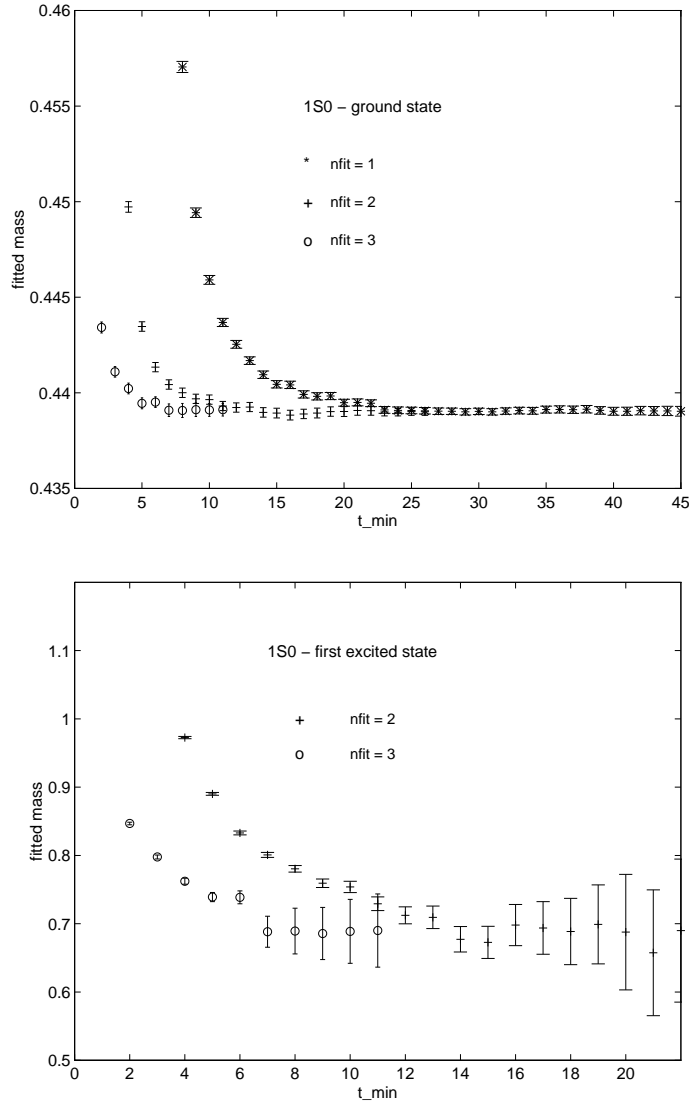 0.46
0.455
0.45
0.445
0.44
0.435
fitted mass
1S0 – ground state
* nfit = 1
+ nfit = 2
o nfit = 3
0 5 10 15 20 25 30 35 40 45
t_min
1.1
1
0.9
0.8
0.7
0.6
0.5
fitted mass
1S0 – first excited state
+ nfit = 2
o nfit = 3
0 2 4 6 8 10 12 14 16 18 20
t_min